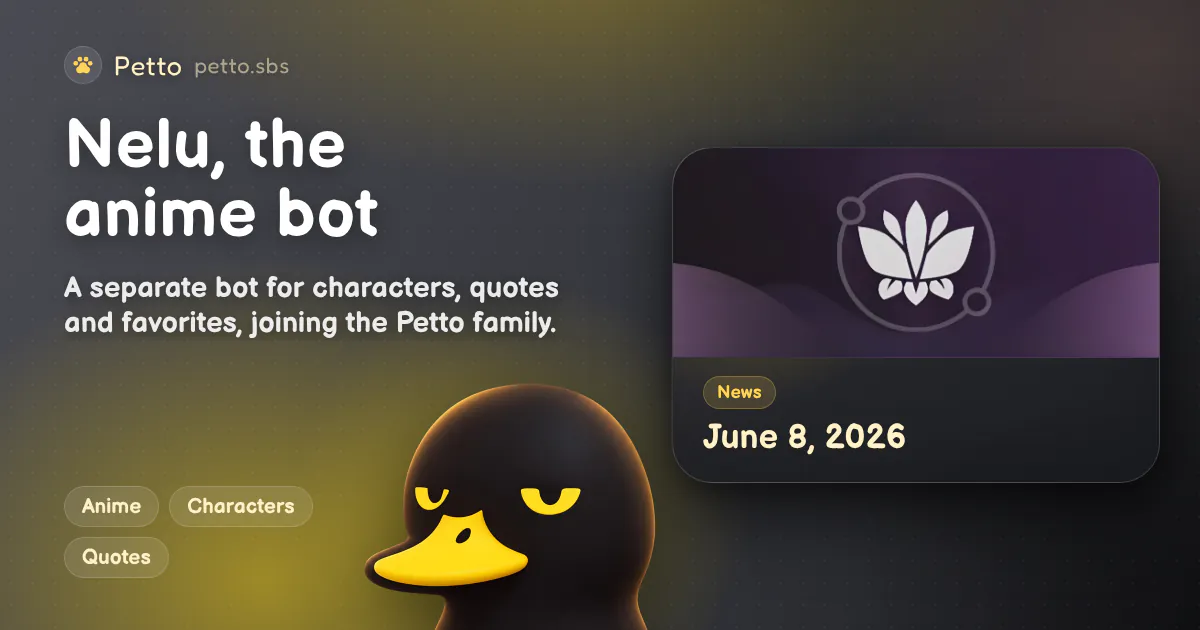 Petto petto.sbs
Nelu, the
anime bot
A separate bot for characters, quotes
and favorites, joining the Petto family.
Anime
Characters
Quotes
News
June 8, 2026